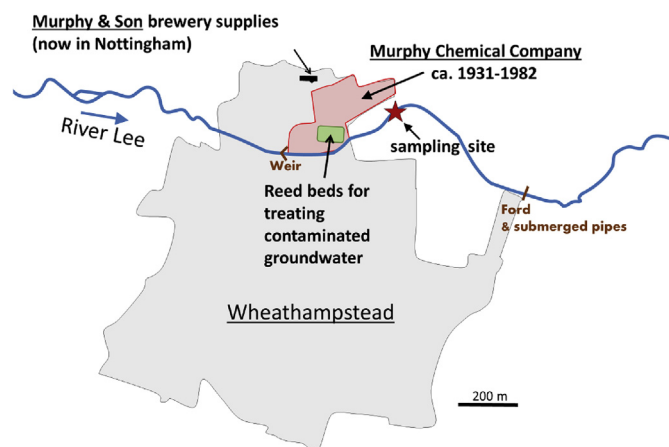 Murphy & Son brewery supplies
(now in Nottingham)
Murphy Chemical Company
ca. 1931-1982
River Lee
sampling site
Weir
Reed beds for
treating
contaminated
groundwater
Ford
& submerged pipes
Wheathampstead
200 m